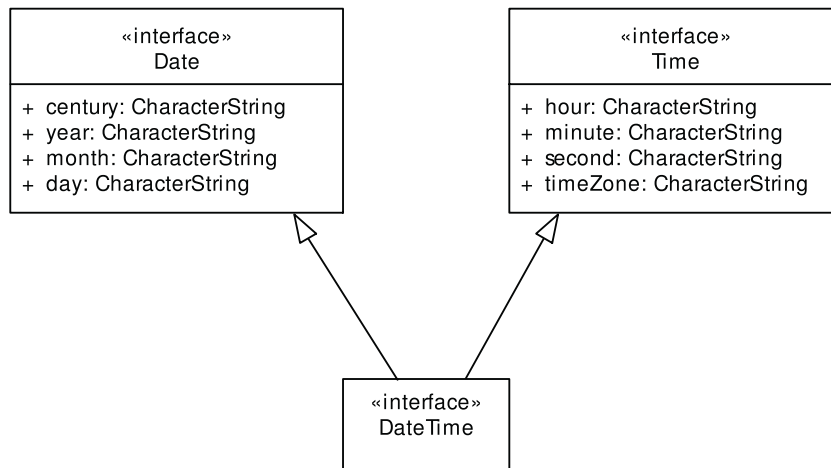 «interface»
Date
+ century: CharacterString
+ year: CharacterString
+ month: CharacterString
+ day: CharacterString
«interface»
Time
+ hour: CharacterString
+ minute: CharacterString
+ second: CharacterString
+ timeZone: CharacterString
«interface»
DateTime